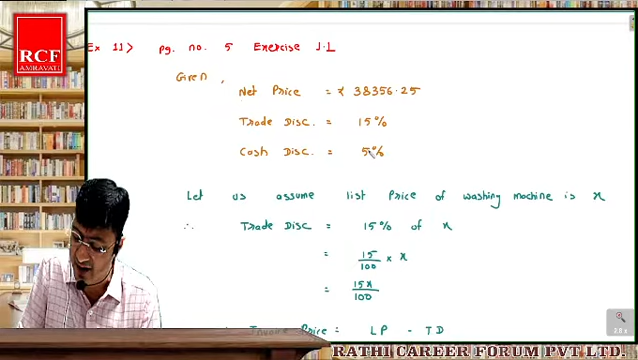 RCF
AMRAVATI
Ex 11) pg. no. 5 Exercise 1.1
Given,
Net Price = ₹ 38356.25
Trade Disc. = 15%
Cash Disc. = 5%
Let us assume list Price of washing machine is x
∴ Trade Disc = 15% of x
= 15/100 × x
= 15x/100
Invoice Price = LP - TD
RATHI CAREER FORUM PVT LTD.